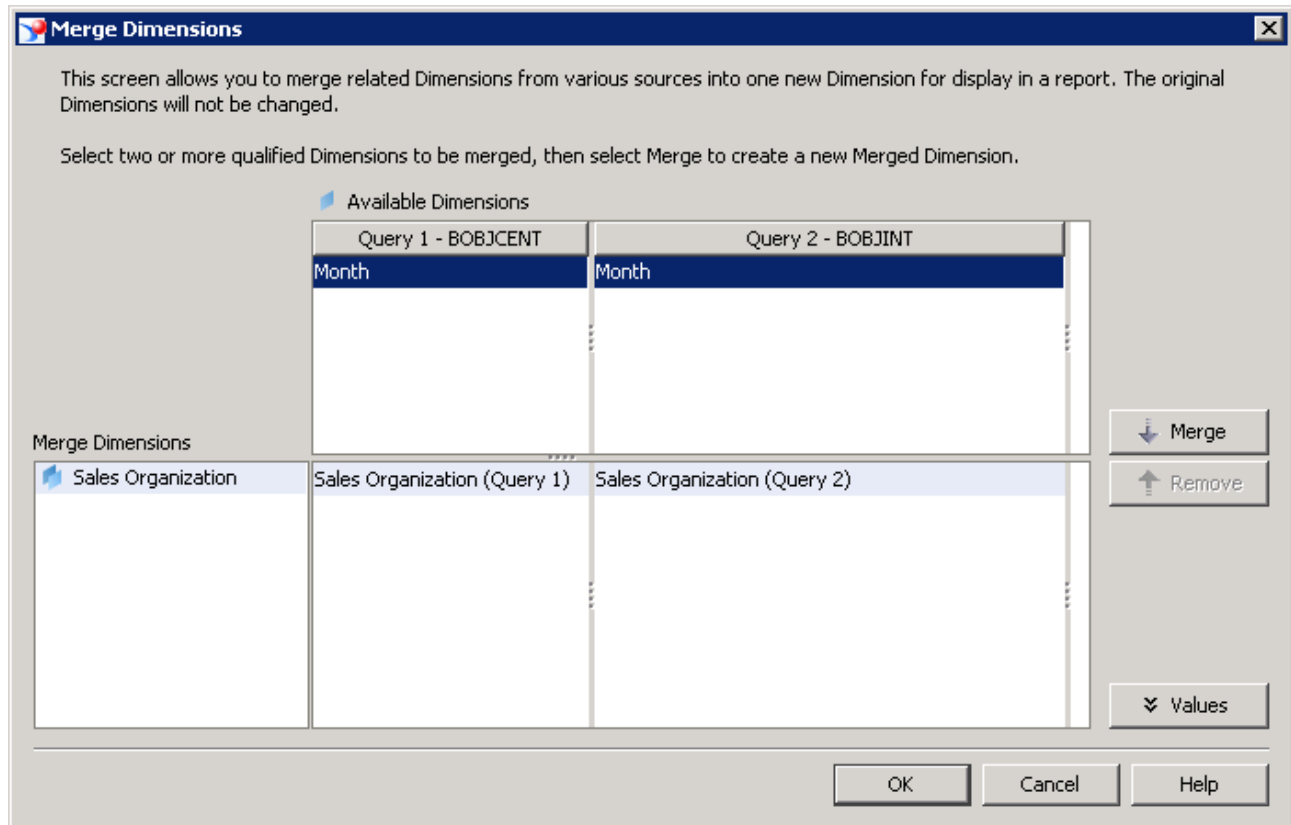 Merge Dimensions
This screen allows you to merge related Dimensions from various sources into one new Dimension for display in a report. The original
Dimensions will not be changed.
Select two or more qualified Dimensions to be merged, then select Merge to create a new Merged Dimension.
Available Dimensions
Query 1 - BOBJCENT Query 2 - BOBJINT
Month Month
Merge
Merge Dimensions
Sales Organization Sales Organization (Query 1) Sales Organization (Query 2)
Remove
Values
OK Cancel Help